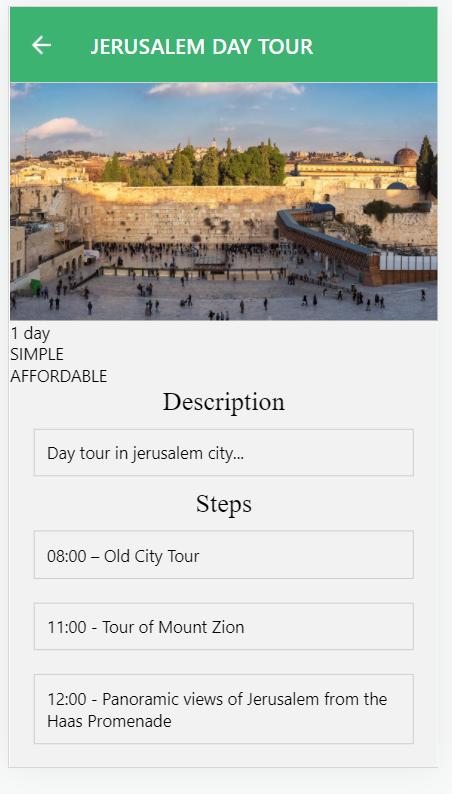 JERUSALEM DAY TOUR
1 day
SIMPLE
AFFORDABLE
Description
Day tour in jerusalem city...
Steps
08:00 – Old City Tour
11:00 - Tour of Mount Zion
12:00 - Panoramic views of Jerusalem from the
Haas Promenade